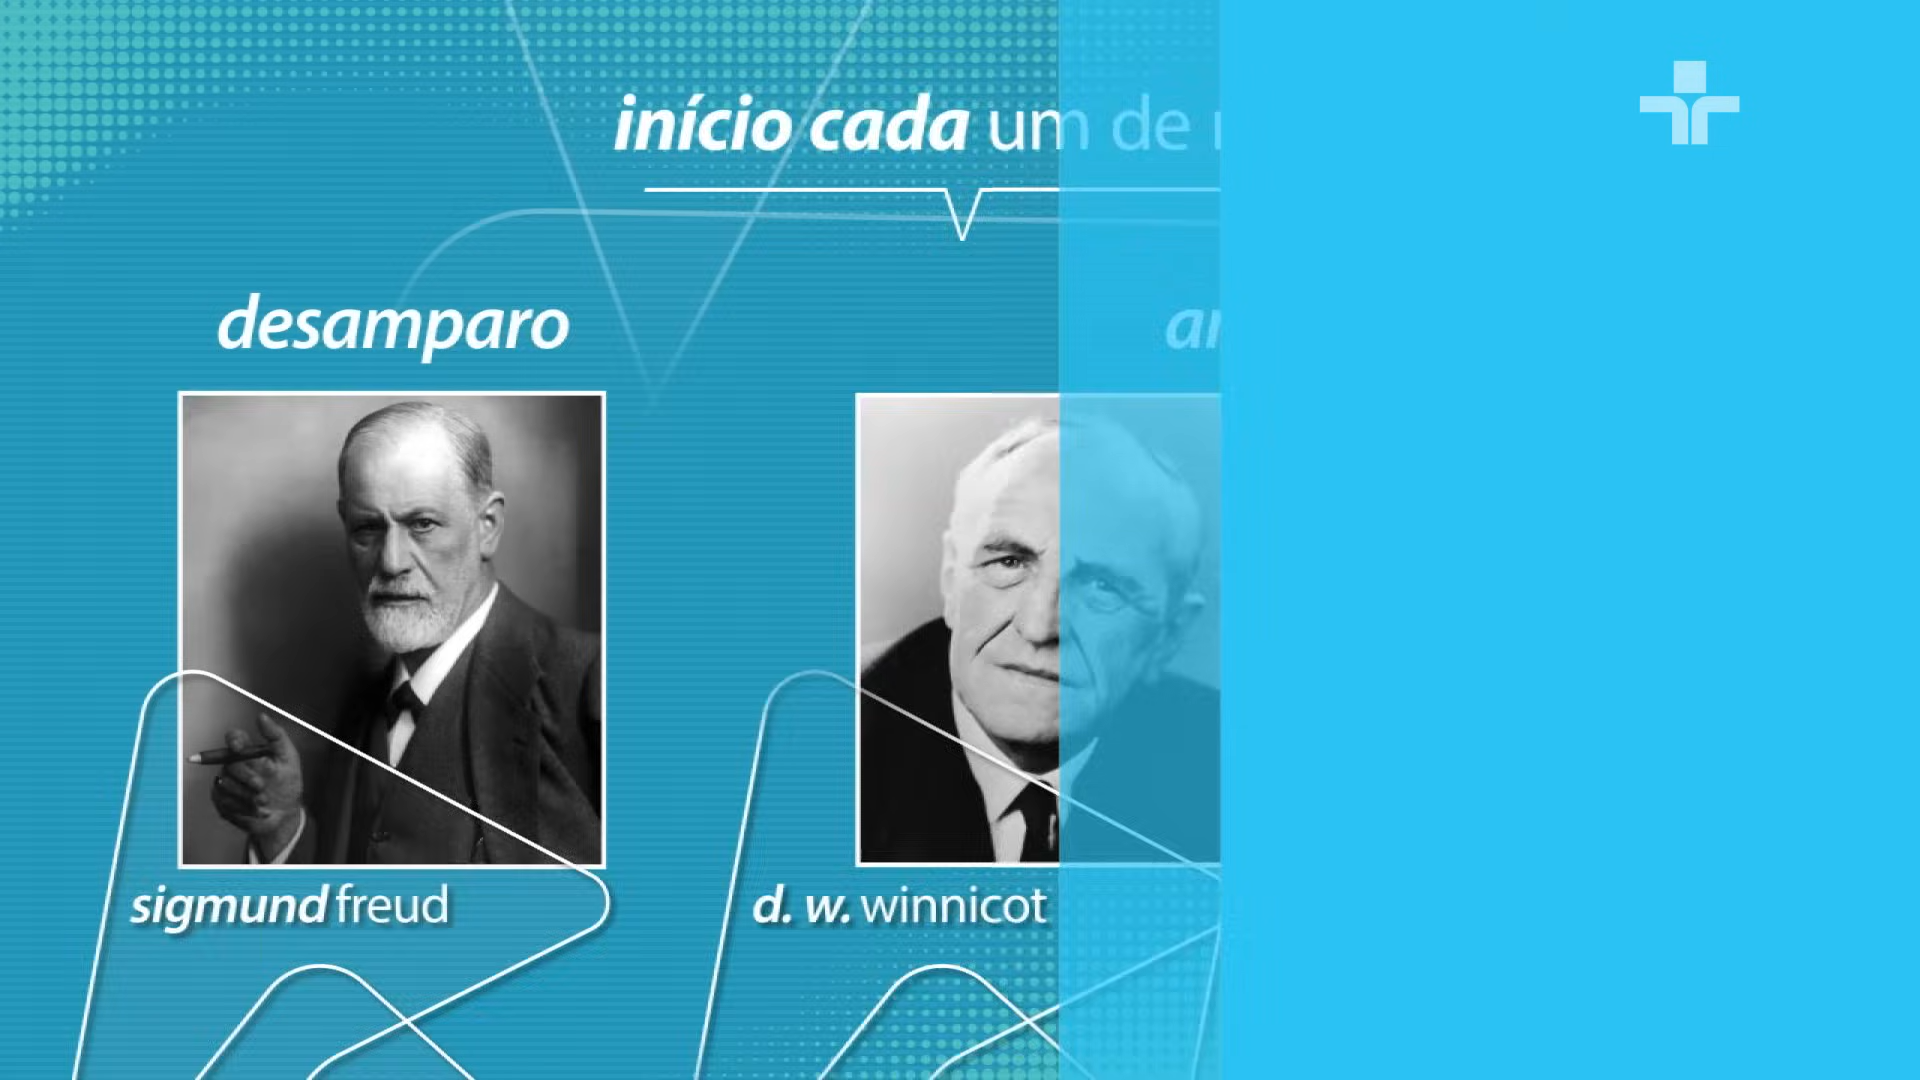 início cada um de
desamparo
sigmund freud
d. w. winnicot